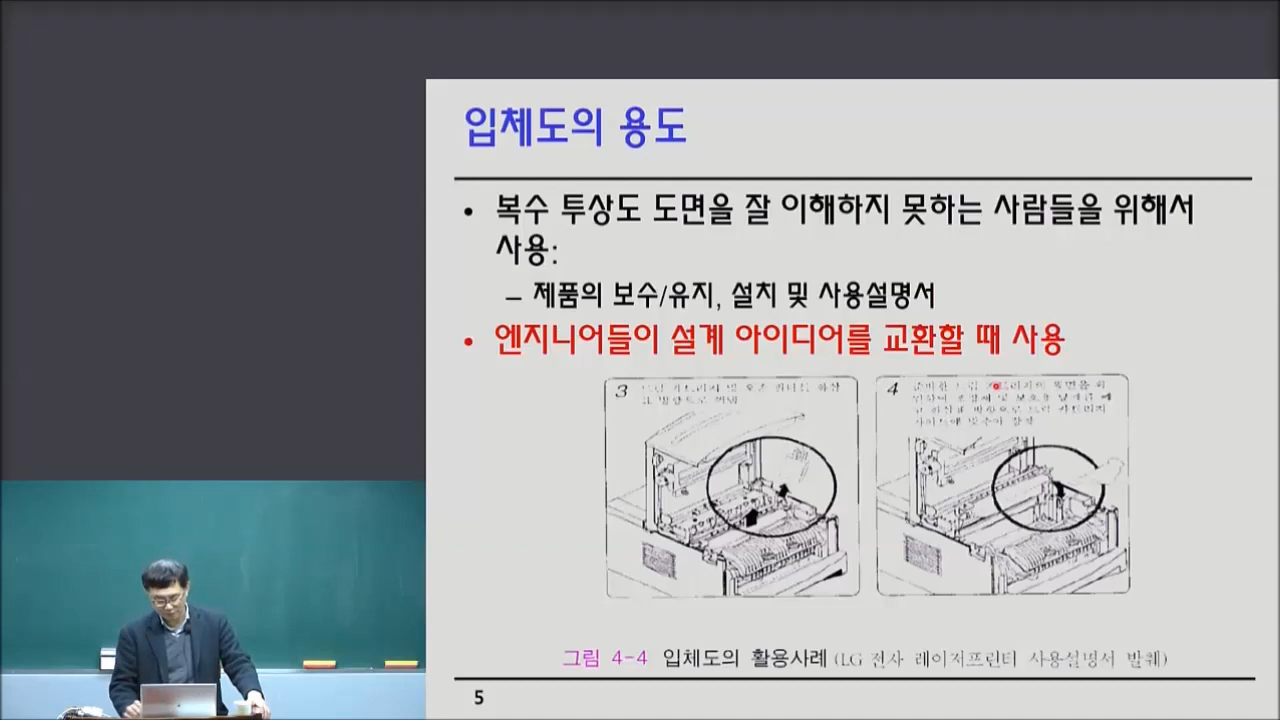 입체도의 용도
• 복수 투상도 도면을 잘 이해하지 못하는 사람들을 위해서
사용:
– 제품의 보수/유지, 설치 및 사용설명서
• 엔지니어들이 설계 아이디어를 교환할 때 사용
3
4
그림 4-4 입체도의 활용사례 (LG 전자 레이저프린터 사용설명서 발췌)
5